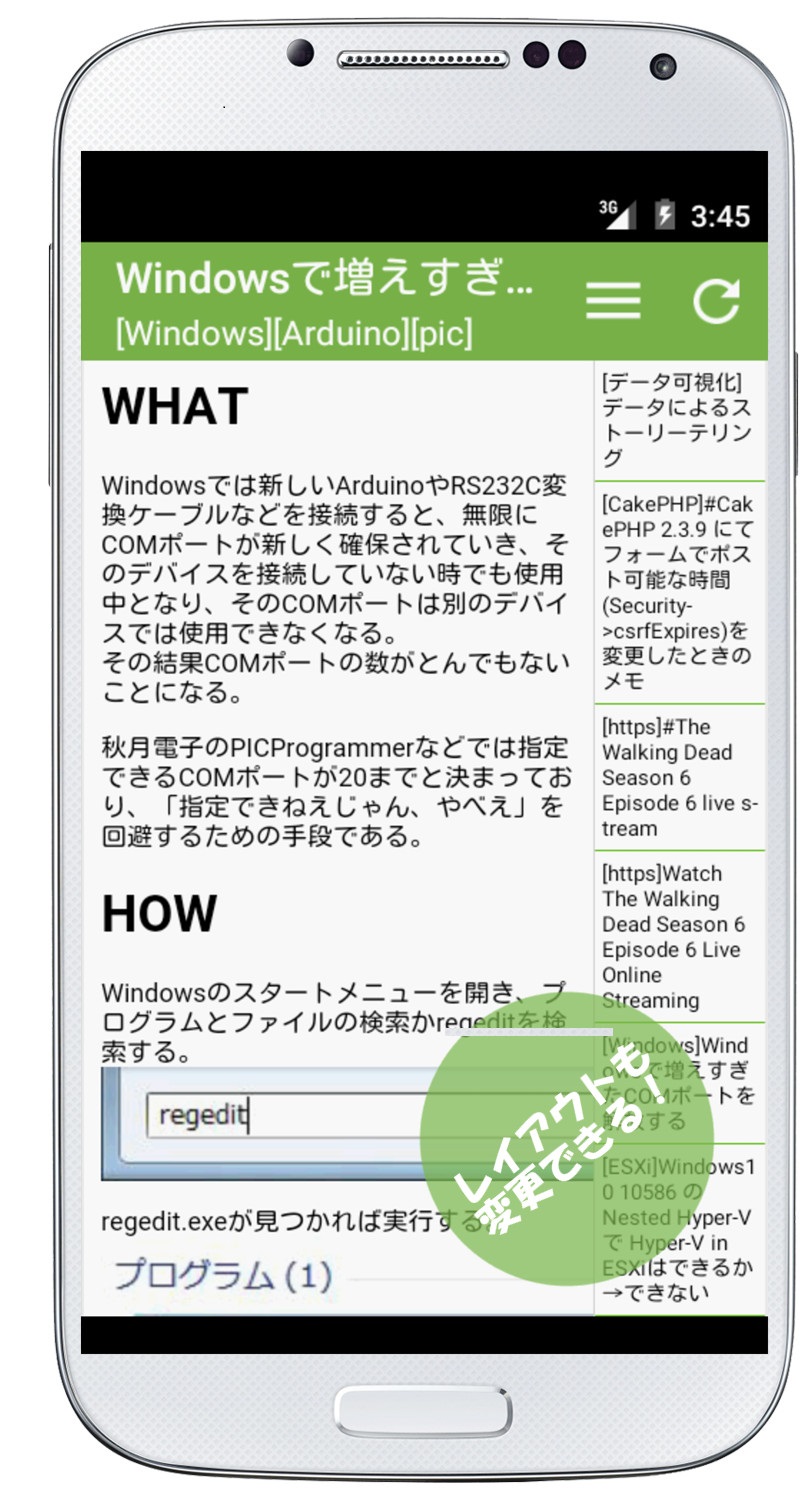 3G 3:45
Windowsで増えすぎ...
[Windows][Arduino][pic]
WHAT
Windowsでは新しいArduinoやRS232C変
換ケーブルなどを接続すると、無限に
COMポートが新しく確保されていき、そ
のデバイスを接続していない時でも使用
中となり、そのCOMポートは別のデバイ
スでは使用できなくなる。
その結果COMポートの数がとんでもない
ことになる。
秋月電子のPICProgrammerなどでは指定
できるCOMポートが20までと決まってお
り、「指定できねえじゃん、やべえ」を
回避するための手段である。
HOW
Windowsのスタートメニューを開き、プ
ログラムとファイルの検索かregeditを検
索する。
regedit
regedit.exeが見つかれば実行する。
プログラム (1)
[データ可視化]
データによるス
トーリーテリン
グ
[CakePHP]#Cak
ePHP 2.3.9 にて
フォームでポス
ト可能な時間
(Security-
>csrfExpires)を
変更したときの
メモ
[https]#The
Walking Dead
Season 6
Episode 6 live s-
tream
[https]Watch
The Walking
Dead Season 6
Episode 6 Live
Online
Streaming
[Windows]Wind
owsで増えすぎ
たCOMポートを
する
[ESXi]Windows1
0 10586 の
Nested Hyper-V
で Hyper-V in
ESXiはできるか
→できない
レイアウトも
変更できる！